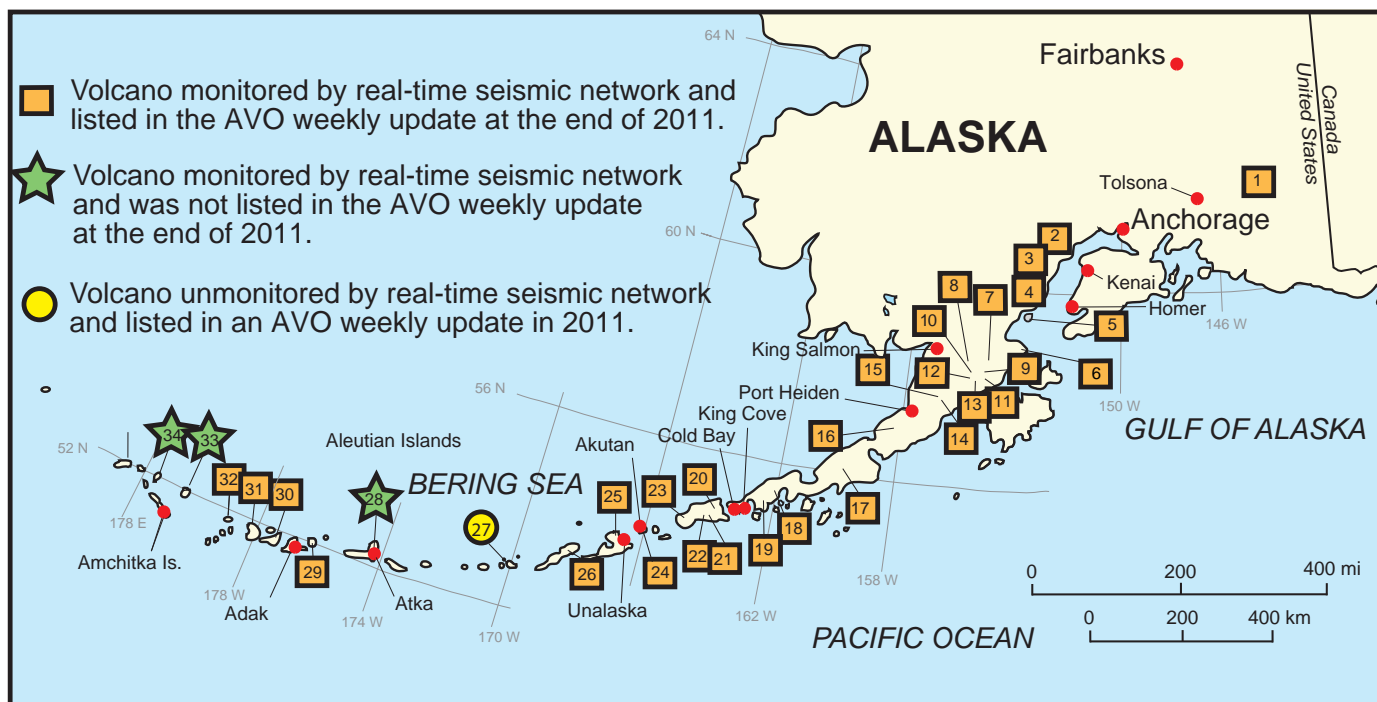 64 N
Fairbanks
Canada
United States
Volcano monitored by real-time seismic network and
listed in the AVO weekly update at the end of 2011.
ALASKA
Volcano monitored by real-time seismic network
and was not listed in the AVO weekly update
at the end of 2011.
Tolsona
1
Anchorage
60 N
2
3
Kenai
8
7
4
Homer
146 W
Volcano unmonitored by real-time seismic network
and listed in an AVO weekly update in 2011.
10
5
King Salmon
15
12
9
6
56 N
Port Heiden
13
11
150 W
King Cove
GULF OF ALASKA
34
33
Aleutian Islands
Akutan
Cold Bay
16
14
52 N
BERING SEA
32
31
30
28
25
23
20
17
178 E
27
18
Amchitka Is.
29
26
24
22
21
19
158 W
0
200
400 mi
178 W
Adak
174 W
Atka
170 W
Unalaska
162 W
PACIFIC OCEAN
0
200
400 km